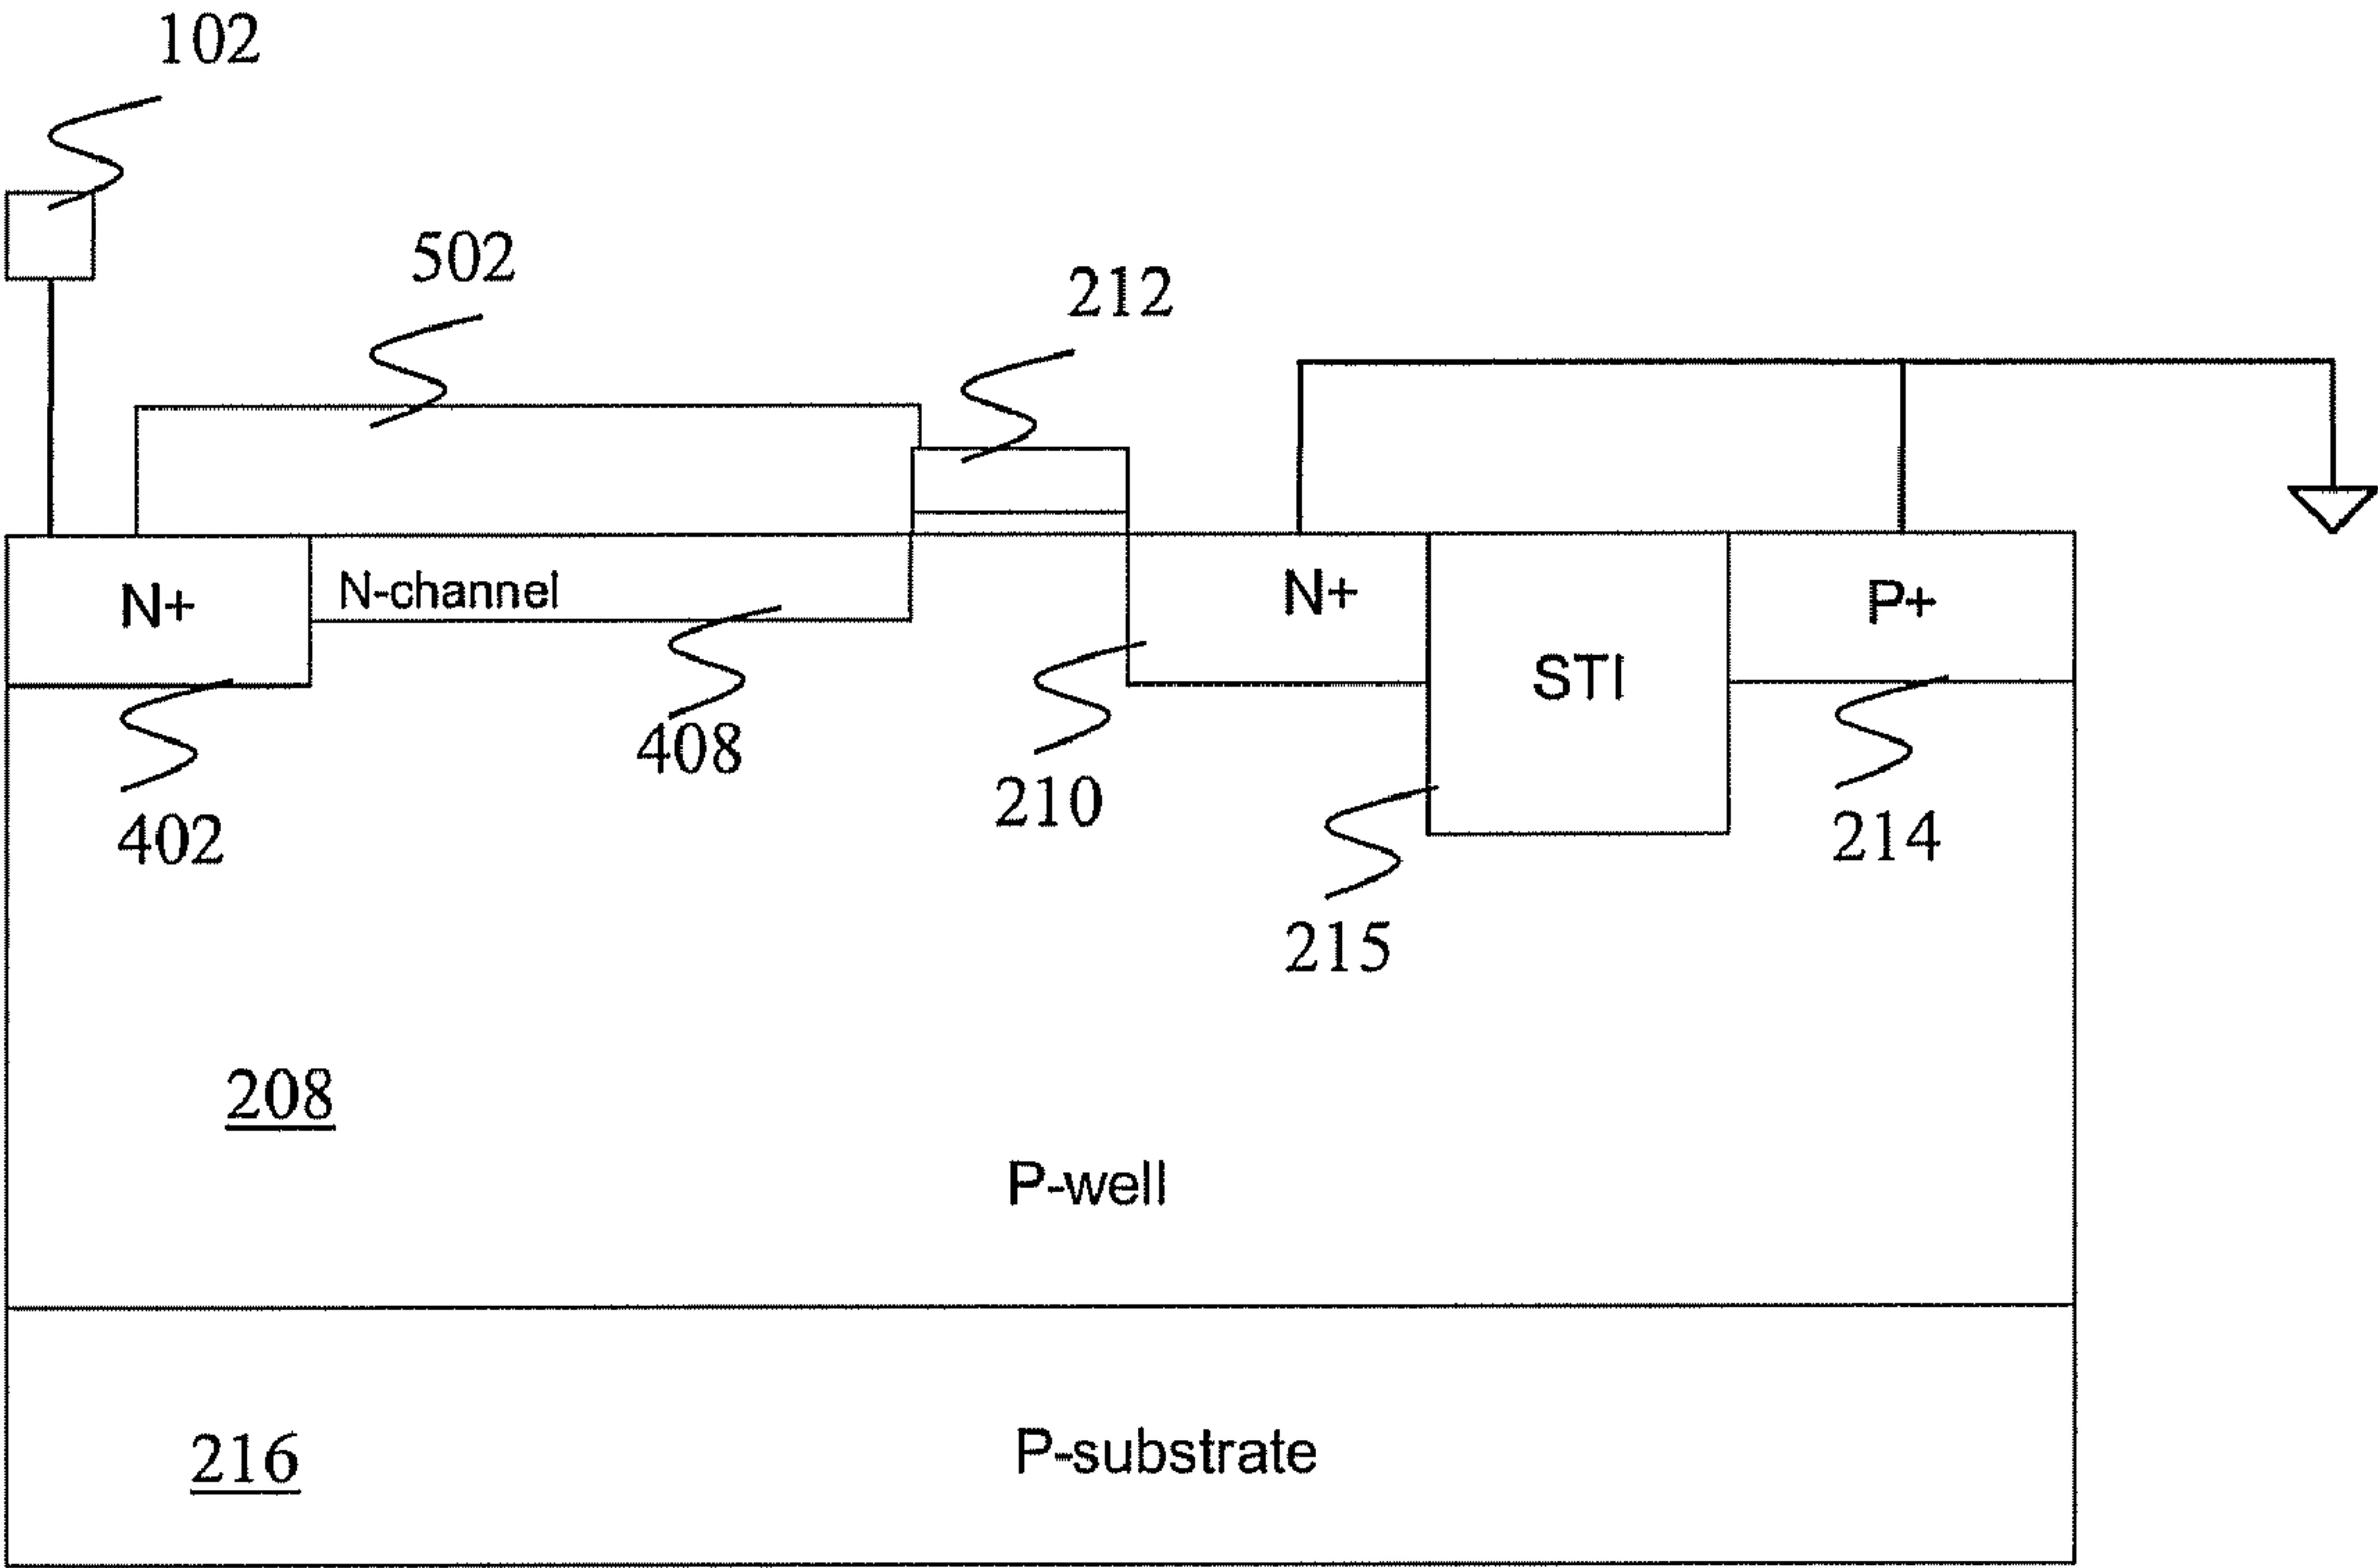 102
502
212
N+
N-channel
N+
STI
P+
402
408
210
215
214
208
P-well
216
P-substrate